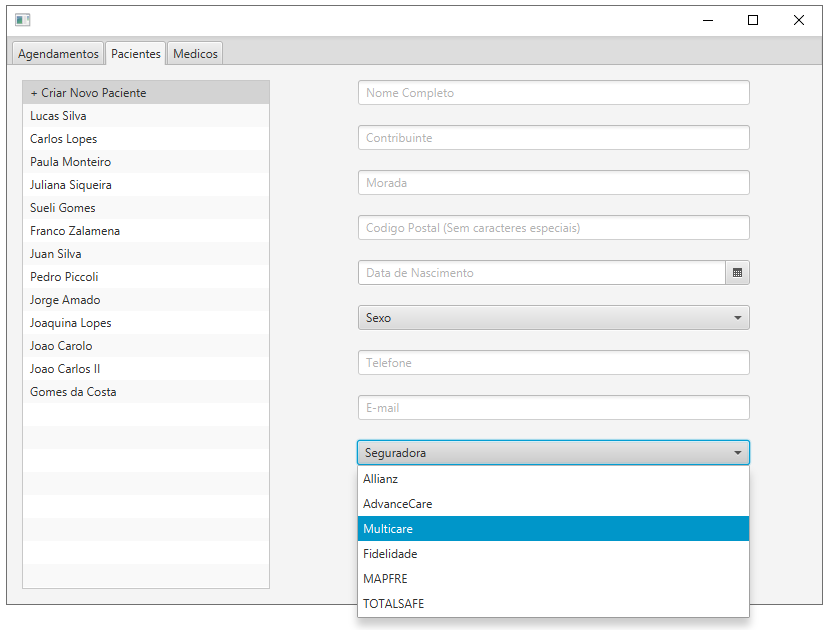 Agendamentos Pacientes Medicos
+ Criar Novo Paciente
Lucas Silva
Carlos Lopes
Paula Monteiro
Juliana Siqueira
Sueli Gomes
Franco Zalamena
Juan Silva
Pedro Piccoli
Jorge Amado
Joaquina Lopes
Joao Carolo
Joao Carlos II
Gomes da Costa
Nome Completo
Contribuinte
Morada
Codigo Postal (Sem caracteres especiais)
Data de Nascimento
Sexo
Telefone
E-mail
Seguradora
Allianz
AdvanceCare
Multicare
Fidelidade
MAPFRE
TOTALSAFE